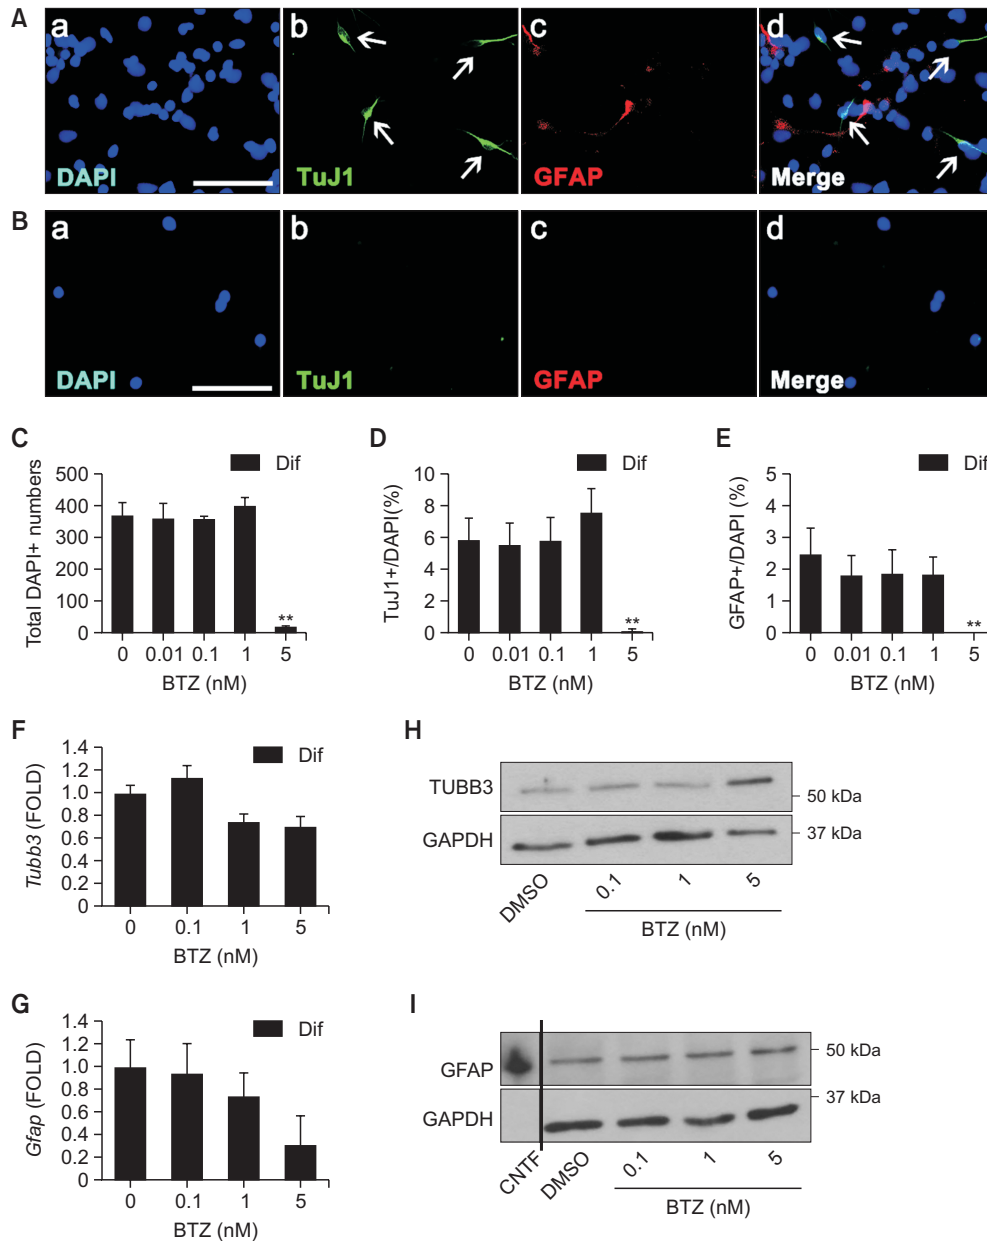 A
a
b
c
d
DAPI
TuJ1
GFAP
Merge
B
a
b
c
d
DAPI
TuJ1
GFAP
Merge
C
Dif
Total DAPI+ numbers
500
400
300
200
100
0
**
0 0.01 0.1 1 5
BTZ (nM)
D
Dif
TuJ1+/DAPI(%)
10
8
6
4
2
0
**
0 0.01 0.1 1 5
BTZ (nM)
E
Dif
GFAP+/DAPI (%)
5
4
3
2
1
0
**
0 0.01 0.1 1 5
BTZ (nM)
F
Dif
Tubb3 (FOLD)
1.4
1.2
1.0
0.8
0.6
0.4
0.2
0
0 0.1 1 5
BTZ (nM)
H
TUBB3
50 kDa
GAPDH
37 kDa
DMSO 0.1 1 5
BTZ (nM)
G
Dif
Gfap (FOLD)
1.4
1.2
1.0
0.8
0.6
0.4
0.2
0
0 0.1 1 5
BTZ (nM)
I
GFAP
50 kDa
37 kDa
GAPDH
CNTF DMSO 0.1 1 5
BTZ (nM)